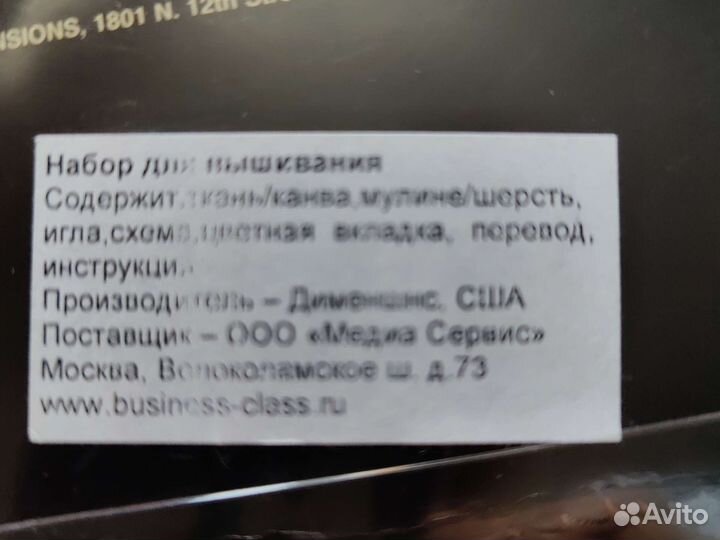 NSIONS, 1801 N. 12th
Набор для вышивания
Содержит,ткань/канва,мулине/шерсть,
игла,схема,цветная вкладка, перевод,
инструкция.
Производитель – Дименшнс, США
Поставщик – ООО «Медиа Сервис»
Москва, Волоколамское ш. д.73
www.business-class.ru
Avito